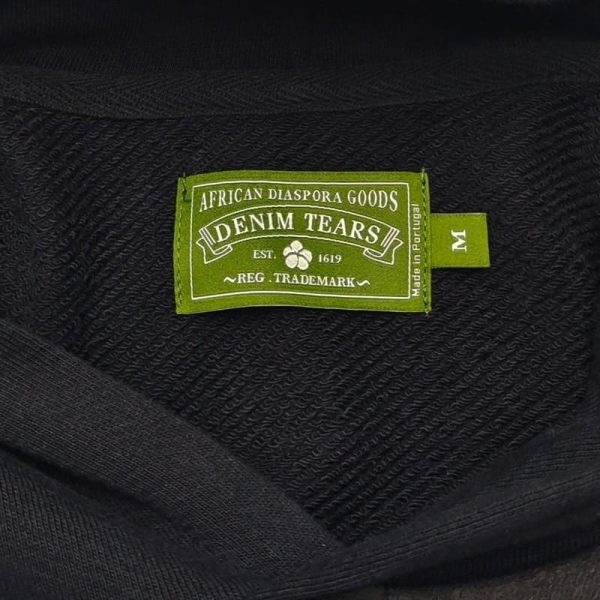 AFRICAN DIASPORA GOODS
DENIM TEARS
EST. 1619
~REG . TRADEMARK~
Made in Portugal
M